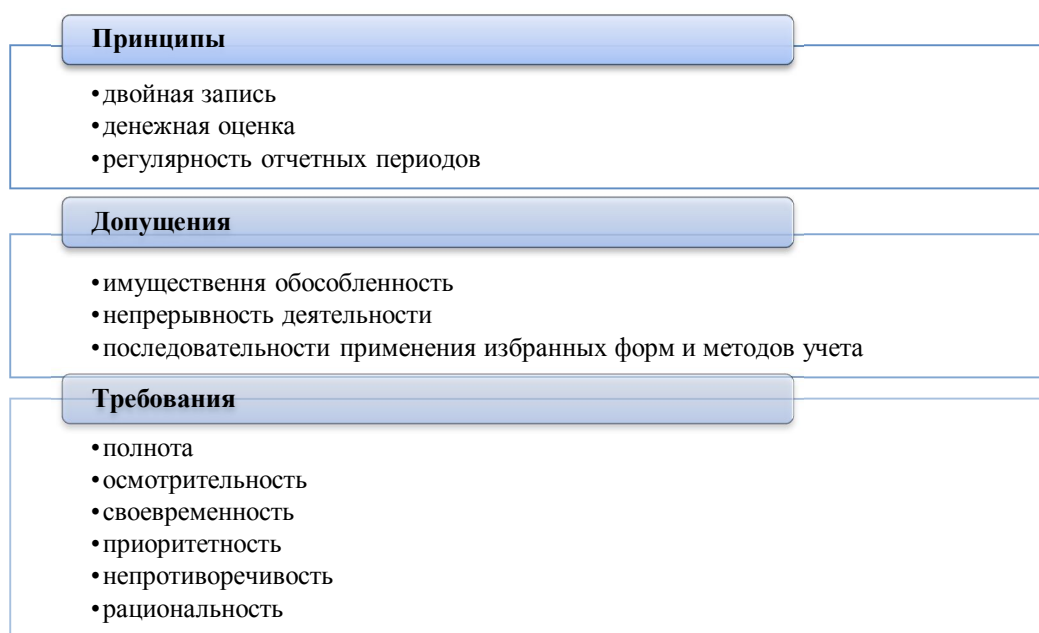 Принципы
•двойная запись
•денежная оценка
•регулярность отчетных периодов
Допущения
•имуществення обособленность
•непрерывность деятельности
•последовательности применения избранных форм и методов учета
Требования
•полнота
•осмотрительность
•своевременность
•приоритетность
•непротиворечивость
•рациональность